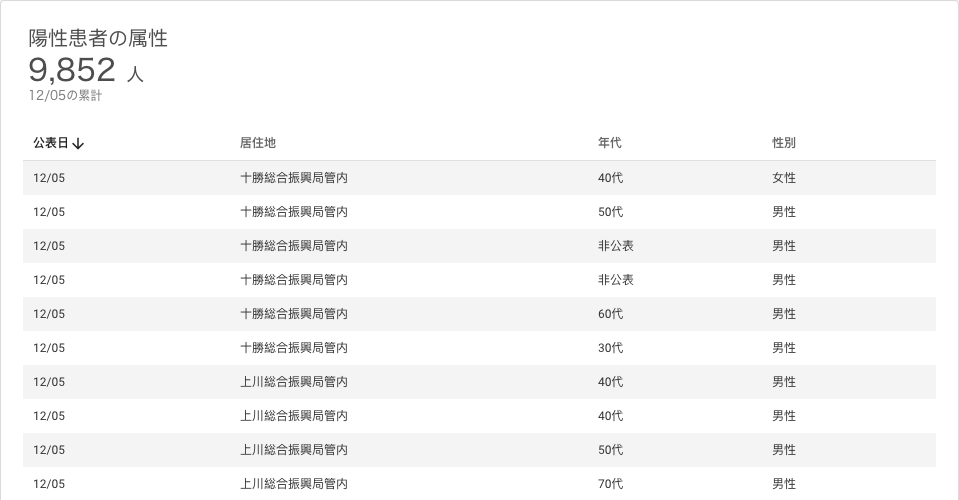 陽性患者の属性
9,852 人
12/05の累計
公表日↓ 居住地 年代 性別
12/05 十勝総合振興局管内 40代 女性
12/05 十勝総合振興局管内 50代 男性
12/05 十勝総合振興局管内 非公表 男性
12/05 十勝総合振興局管内 非公表 男性
12/05 十勝総合振興局管内 60代 男性
12/05 十勝総合振興局管内 30代 男性
12/05 上川総合振興局管内 40代 男性
12/05 上川総合振興局管内 40代 男性
12/05 上川総合振興局管内 50代 男性
12/05 上川総合振興局管内 70代 男性